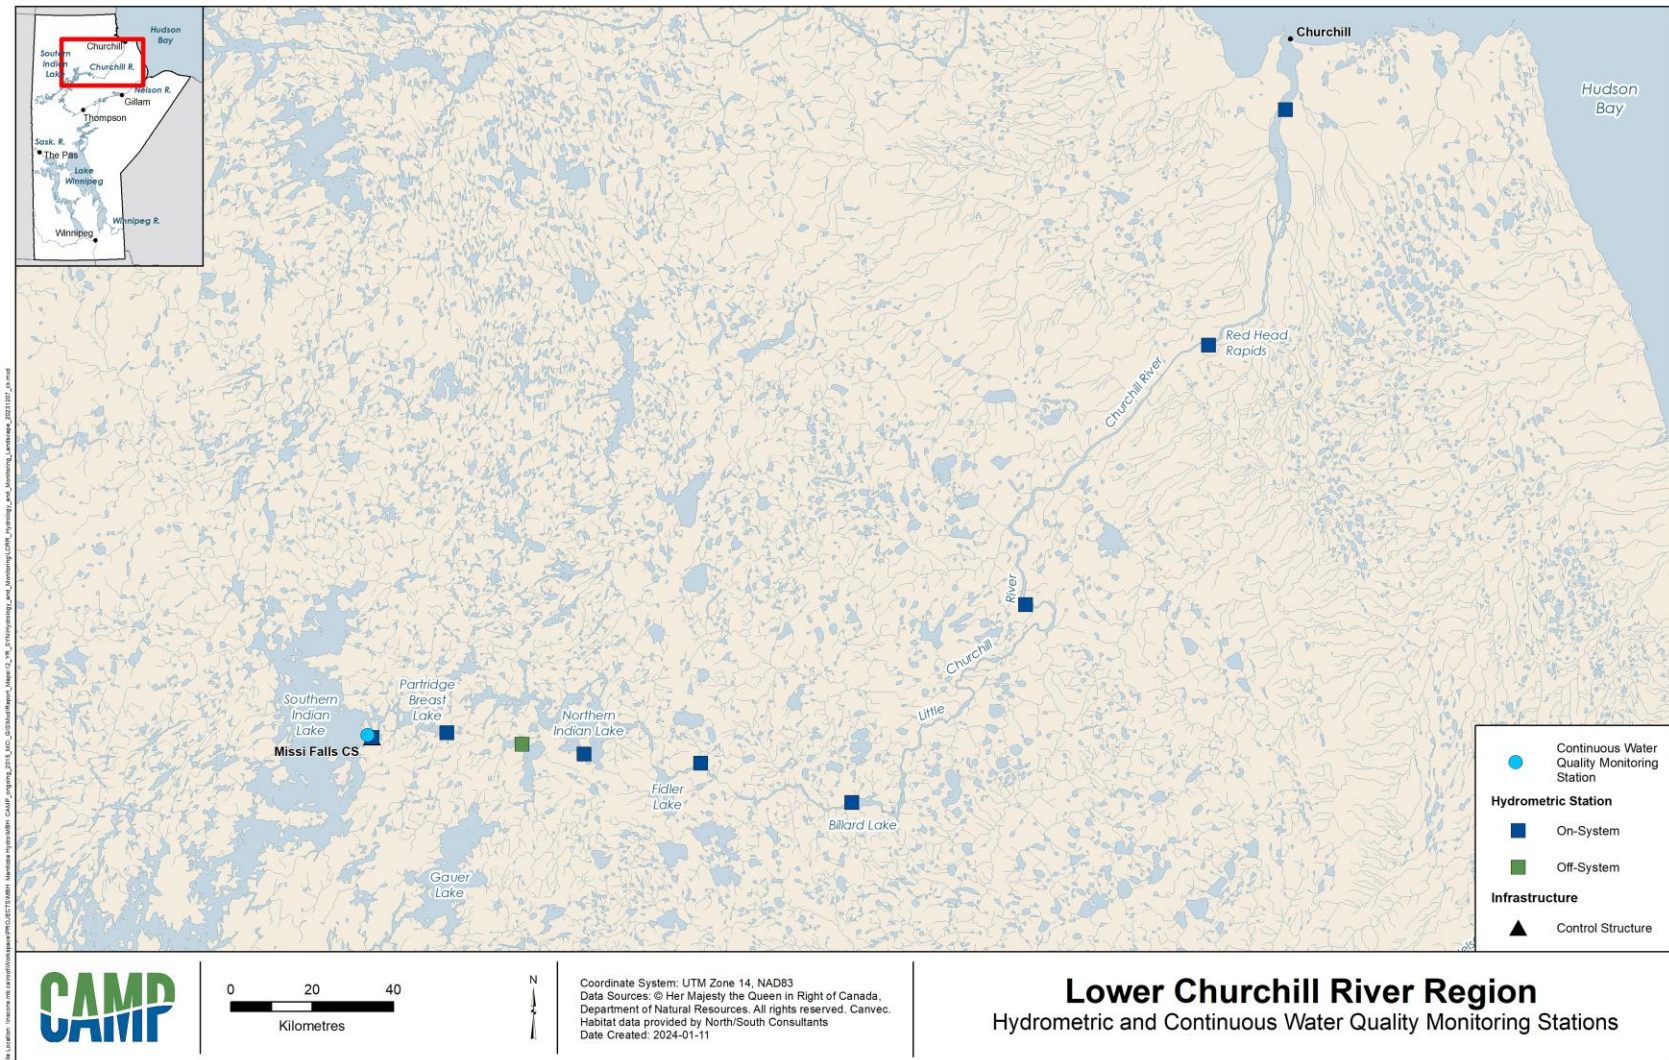 Hudson
Bay
Churchill
Southern
Indian
Lake
Churchill R.
Nelson R.
Gillam
Thompson
Sask. R.
The Pas
Lake
Winnipeg
Winnipeg R.
Winnipeg
Churchill
Hudson
Bay
Red Head
Rapids
Churchill River
River
Churchill
Little
Southern
Indian
Lake
Partridge
Breast
Lake
Northern
Indian Lake
Missi Falls CS
Fidler
Lake
Billard Lake
Gauer
Lake
Continuous Water
Quality Monitoring
Station
Hydrometric Station
On-System
Off-System
Infrastructure
Control Structure
CAMP
0 20 40
Kilometres
N
Coordinate System: UTM Zone 14, NAD83
Data Sources: © Her Majesty the Queen in Right of Canada,
Department of Natural Resources. All rights reserved. Canvec.
Habitat data provided by North/South Consultants
Date Created: 2024-01-11
Lower Churchill River Region
Hydrometric and Continuous Water Quality Monitoring Stations